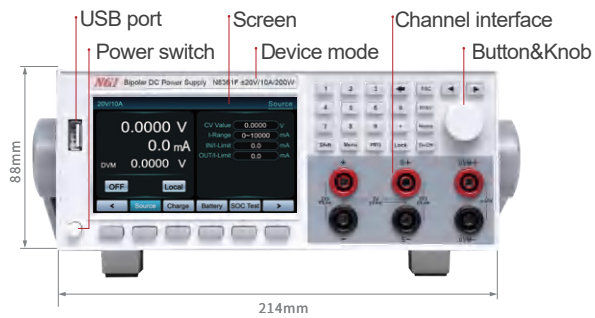 USB port
Screen
Channel interface
Power switch
Device mode
Button&Knob
NGI Bipolar DC Power Supply N8361F ±20V/10A/200W
20V/10A Source
0.0000 V
0.0 mA
DVM 0.0000 V
CV Value 0.0000 V
I-Range 0~10000 mA
IN/I-Limit 0.0 mA
OUT/I-Limit 0.0 mA
OFF Local
< Source Charge Battery SOC Test >
1 2 3 ESC
4 5 6 0
7 8 9
Shift Menu Lock On/Off
+ S+ DVM+
- S- DVM-
88mm
214mm